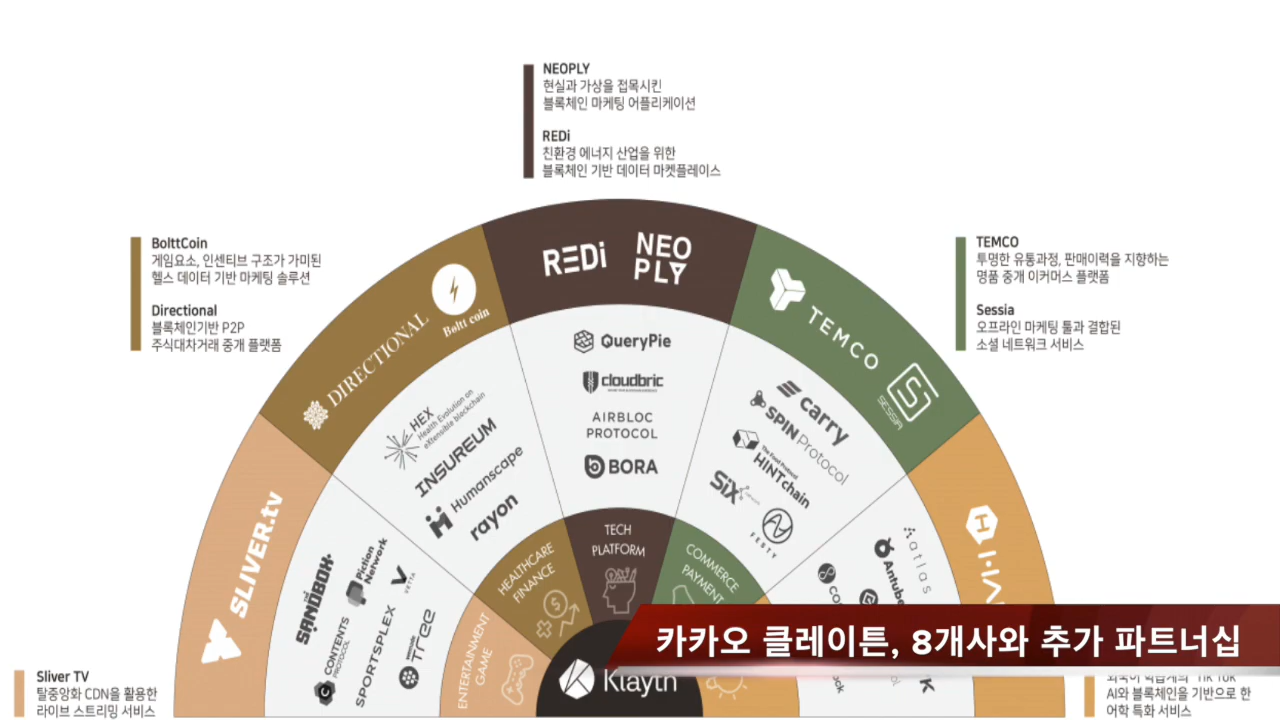 NEOPLY
현실과 가상을 접목시킨
블록체인 마케팅 어플리케이션
REDi
친환경 에너지 산업을 위한
블록체인 기반 데이터 마켓플레이스
BolttCoin
게임요소, 인센티브 구조가 가미된
헬스 데이터 기반 마케팅 솔루션
Directional
블록체인기반 P2P
주식대차거래 중개 플랫폼
TEMCO
투명한 유통과정, 판매이력을 지향하는
명품 중개 이커머스 플랫폼
Sessia
오프라인 마케팅 툴과 결합된
소셜 네트워크 서비스
REDi
NEO
PLY
DIRECTIONAL
Boltt coin
TEMCO
SESSIA
SLIVER.tv
QueryPie
cloudbric
AIRBLOC
PROTOCOL
BORA
HEX
Health Evolution on
eXtensible blockchain
INSUREUM
Humanscape
rayon
carry
SPIN Protocol
The Food Protocol
HiNTchain
SiX
FESTY
THE
SANDBOX
Piction
Network
VETTA
CONTENTS
PROTOCOL
SPORTSPLEX
Tree
atlas
Antube
TECH
PLATFORM
HEALTHCARE
FINANCE
COMMERCE
PAYMENT
ENTERTAINMENT
GAME
Klaytn
카카오 클레이튼, 8개사와 추가 파트너십
Sliver TV
탈중앙화 CDN을 활용한
라이브 스트리밍 서비스
AI와 블록체인을 기반으로 한
어학 특화 서비스